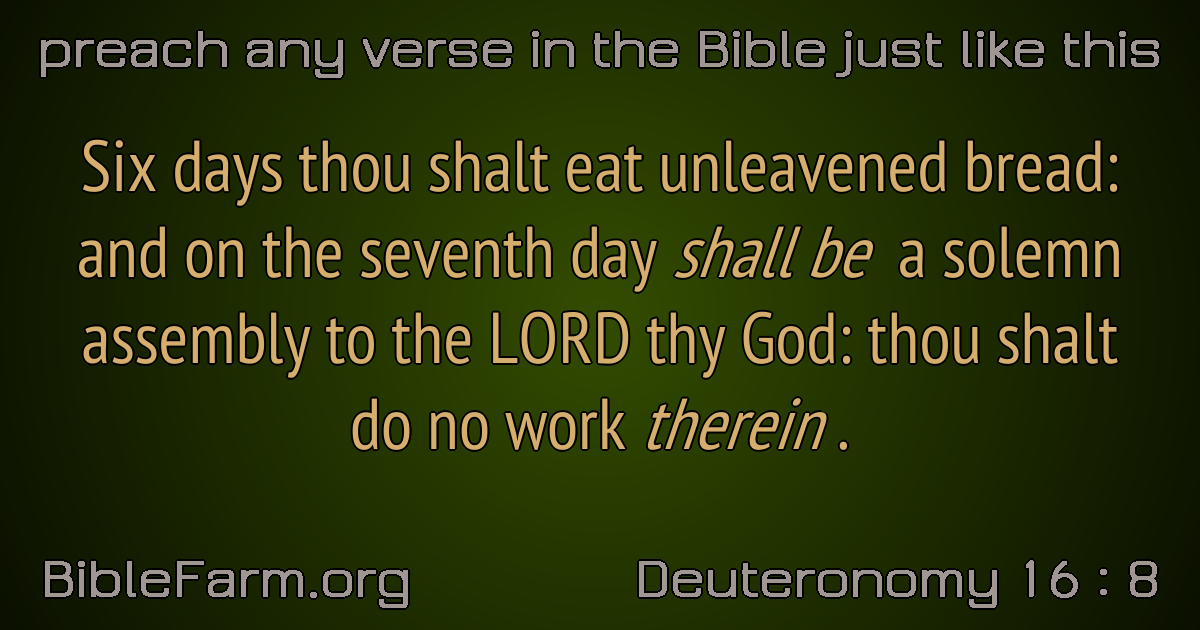 preach any verse in the Bible just like this
Six days thou shalt eat unleavened bread:
and on the seventh day shall be a solemn
assembly to the LORD thy God: thou shalt
do no work therein .
BibleFarm.org
Deuteronomy 16 : 8